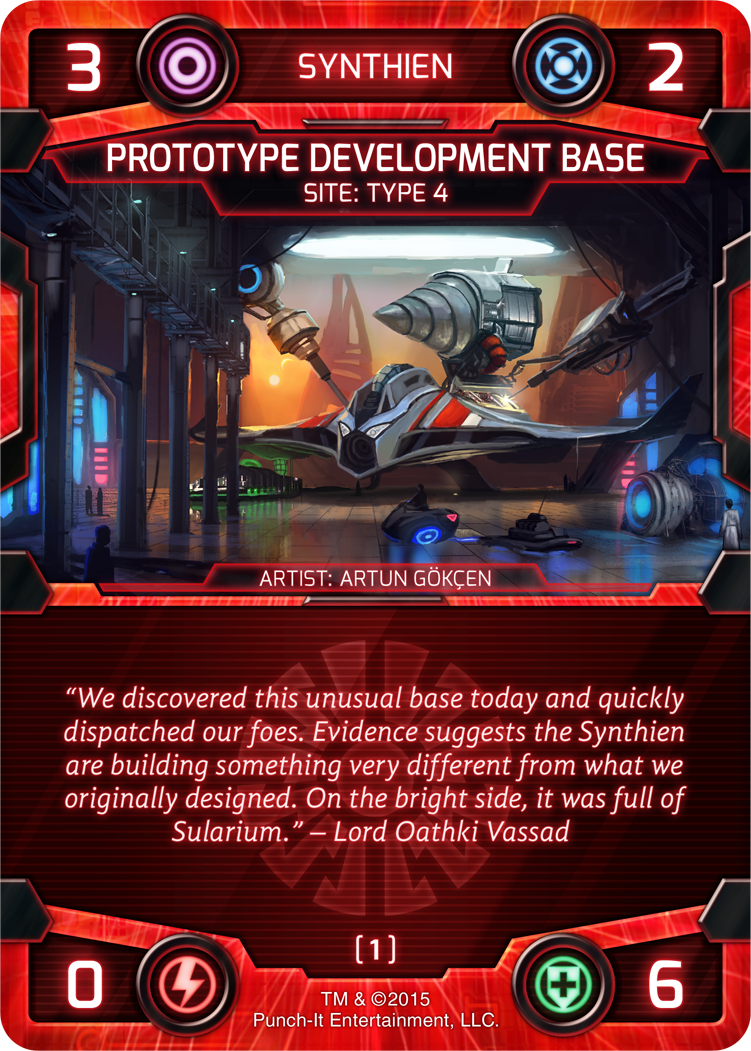 3 SYNTHIEN 2
PROTOTYPE DEVELOPMENT BASE
SITE: TYPE 4
ARTIST: ARTUN GÖKÇEN
“We discovered this unusual base today and quickly
dispatched our foes. Evidence suggests the Synthien
are building something very different from what we
originally designed. On the bright side, it was full of
Sularium.” – Lord Oathki Vassad
(1)
0 6
TM & ©2015
Punch-It Entertainment, LLC.